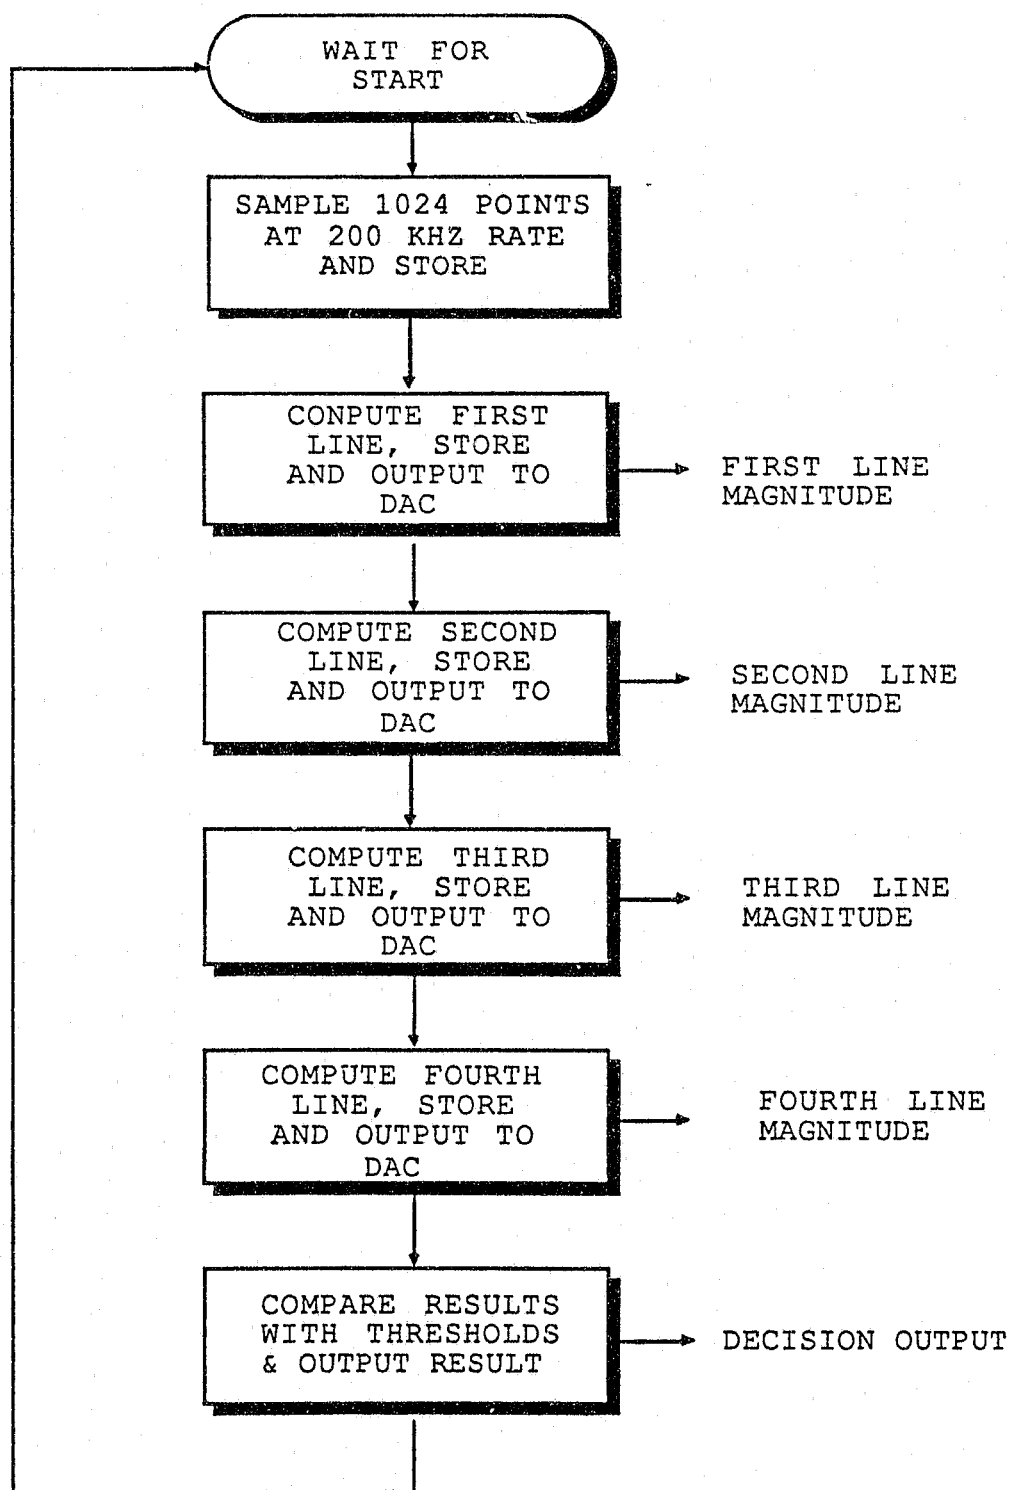 WAIT FOR
START
SAMPLE 1024 POINTS
AT 200 KHZ RATE
AND STORE
CONPUTE FIRST
LINE, STORE
AND OUTPUT TO
DAC
FIRST LINE
MAGNITUDE
COMPUTE SECOND
LINE, STORE
AND OUTPUT TO
DAC
SECOND LINE
MAGNITUDE
COMPUTE THIRD
LINE, STORE
AND OUTPUT TO
DAC
THIRD LINE
MAGNITUDE
COMPUTE FOURTH
LINE, STORE
AND OUTPUT TO
DAC
FOURTH LINE
MAGNITUDE
COMPARE RESULTS
WITH THRESHOLDS
& OUTPUT RESULT
DECISION OUTPUT